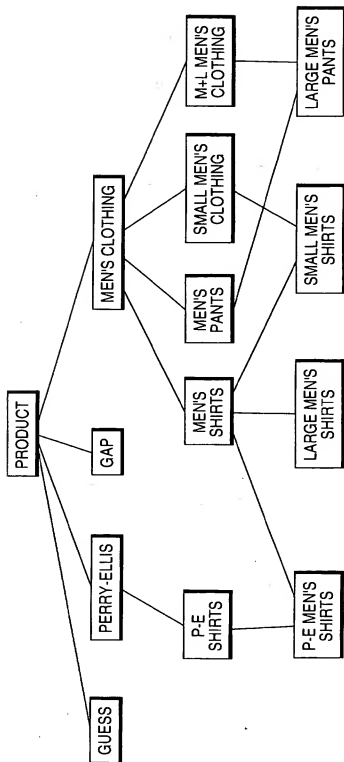 PRODUCT
GUESS
PERRY-ELLIS
GAP
MEN'S CLOTHING
P-E
SHIRTS
MEN'S
SHIRTS
MEN'S
PANTS
SMALL MEN'S
CLOTHING
M+L MEN'S
CLOTHING
P-E MEN'S
SHIRTS
LARGE MEN'S
SHIRTS
SMALL MEN'S
SHIRTS
LARGE MEN'S
PANTS